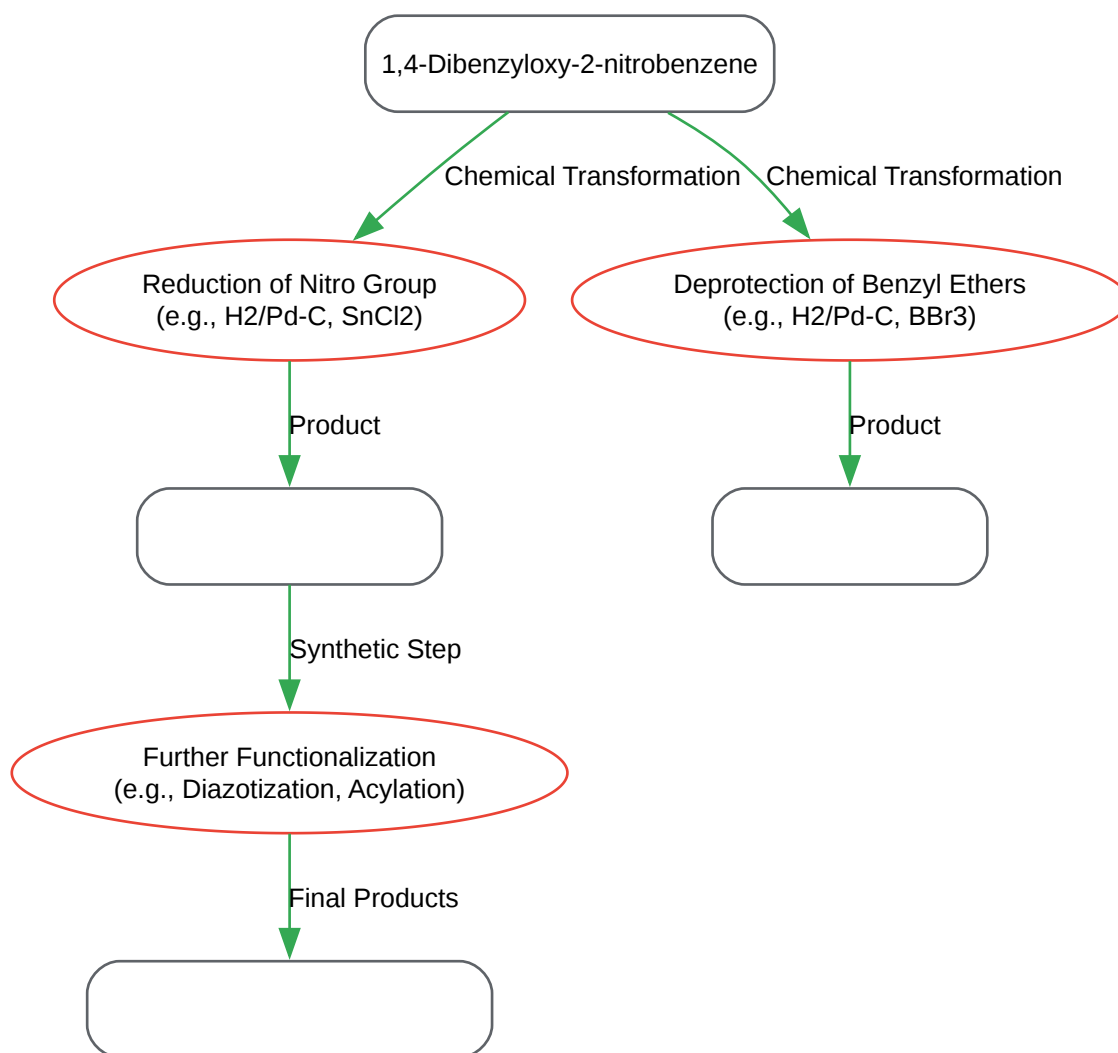 1,4-Dibenzyloxy-2-nitrobenzene
Chemical Transformation
Chemical Transformation
Reduction of Nitro Group
(e.g., H2/Pd-C, SnCl2)
Deprotection of Benzyl Ethers
(e.g., H2/Pd-C, BBr3)
Product
Product
Synthetic Step
Further Functionalization
(e.g., Diazotization, Acylation)
Final Products